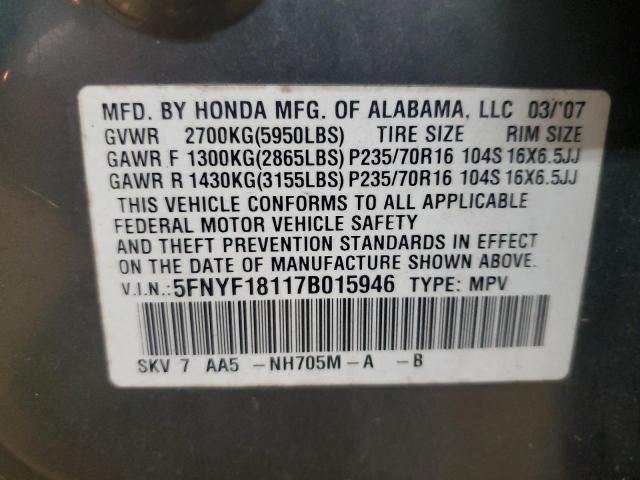 MFD. BY HONDA MFG. OF ALABAMA, LLC 03/'07
GVWR 2700KG(5950LBS) TIRE SIZE RIM SIZE
GAWR F 1300KG(2865LBS) P235/70R16 104S 16X6.5JJ
GAWR R 1430KG(3155LBS) P235/70R16 104S 16X6.5JJ
THIS VEHICLE CONFORMS TO ALL APPLICABLE
FEDERAL MOTOR VEHICLE SAFETY
AND THEFT PREVENTION STANDARDS IN EFFECT
ON THE DATE OF MANUFACTURE SHOWN ABOVE.
V.I.N.: 5FNYF18117B015946 TYPE: MPV
SKV 7 AA5 -NH705M-A -B